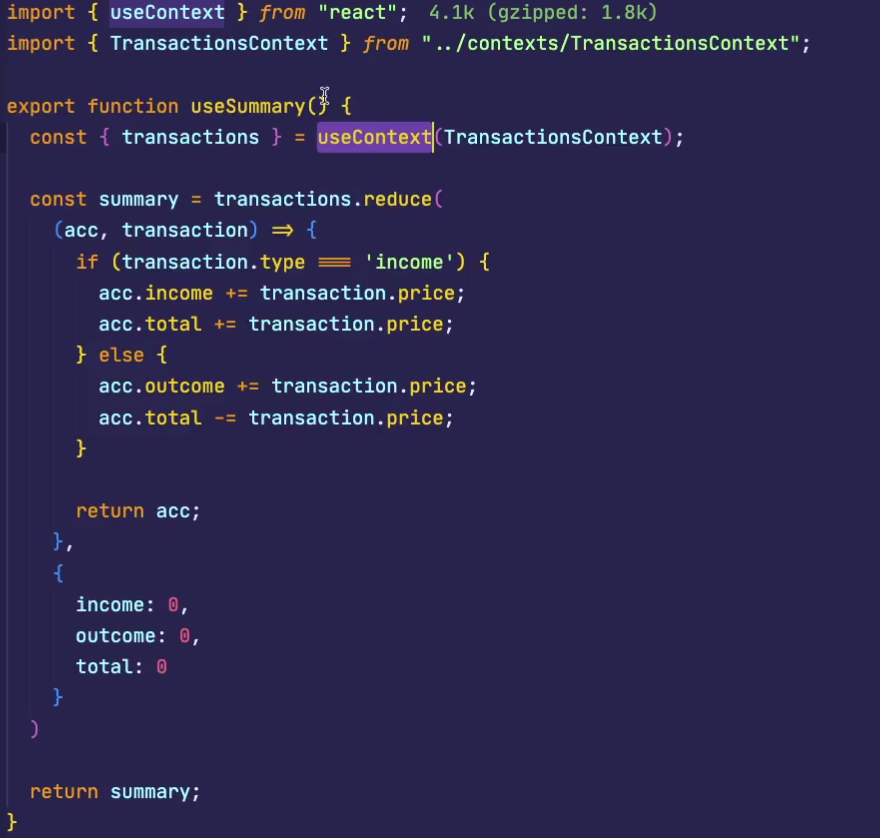 import { useContext } from "react"; 4.1k (gzipped: 1.8k)
import { TransactionsContext } from "../contexts/TransactionsContext";
export function useSummary() {
const { transactions } = useContext(TransactionsContext);
const summary = transactions.reduce(
(acc, transaction) => {
if (transaction.type === 'income') {
acc.income += transaction.price;
acc.total += transaction.price;
} else {
acc.outcome += transaction.price;
acc.total -= transaction.price;
}
return acc;
},
{
income: 0,
outcome: 0,
total: 0
}
)
return summary;
}